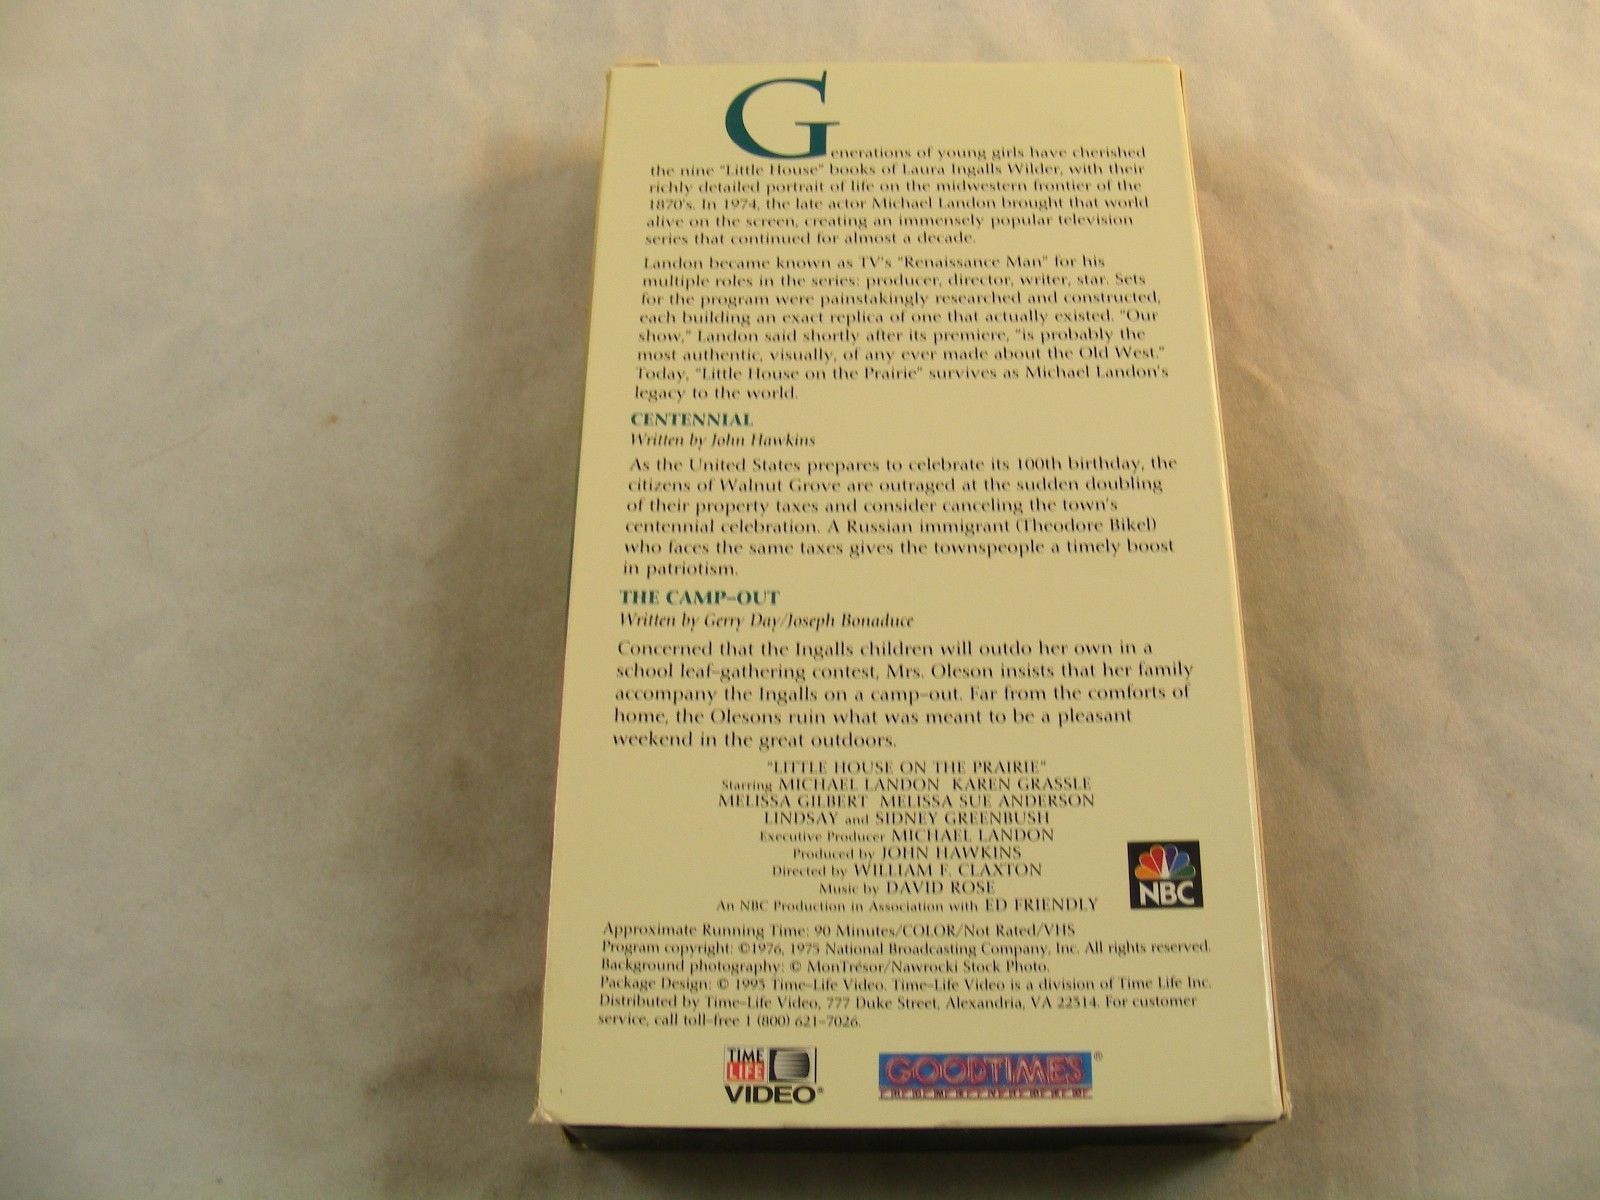 Generations of young girls have cherished
the nine "Little House" books of Laura Ingalls Wilder, with their
richly detailed portrait of life on the midwestern frontier of the
1870's. In 1974, the late actor Michael Landon brought that world
alive on the screen, creating an immensely popular television
series that continued for almost a decade.
Landon became known as TV's "Renaissance Man" for his
multiple roles in the series: producer, director, writer, star. Sets
for the program were painstakingly researched and constructed,
each building an exact replica of one that actually existed. "Our
show," Landon said shortly after its premiere, "is probably the
most authentic, visually, of any ever made about the Old West."
Today, "Little House on the Prairie" survives as Michael Landon's
legacy to the world.
CENTENNIAL
Written by John Hawkins
As the United States prepares to celebrate its 100th birthday, the
citizens of Walnut Grove are outraged at the sudden doubling
of their property taxes and consider canceling the town's
centennial celebration. A Russian immigrant (Theodore Bikel)
who faces the same taxes gives the townspeople a timely boost
in patriotism.
THE CAMP-OUT
Written by Gerry Day/Joseph Bonaduce
Concerned that the Ingalls children will outdo her own in a
school leaf-gathering contest, Mrs. Oleson insists that her family
accompany the Ingalls on a camp-out. Far from the comforts of
home, the Olesons ruin what was meant to be a pleasant
weekend in the great outdoors.
"LITTLE HOUSE ON THE PRAIRIE"
Starring MICHAEL LANDON KAREN GRASSLE
MELISSA GILBERT MELISSA SUE ANDERSON
LINDSAY and SIDNEY GREENBUSH
Executive Producer MICHAEL LANDON
Produced by JOHN HAWKINS
Directed by WILLIAM F. CLAXTON
Music by DAVID ROSE
An NBC Production in Association with ED FRIENDLY
NBC
Approximate Running Time: 90 Minutes/COLOR/Not Rated/VHS
Program copyright: ©1976, 1975 National Broadcasting Company, Inc. All rights reserved.
Background photography: © MonTrésor/Nawrocki Stock Photo.
Package Design: © 1993 Time-Life Video. Time-Life Video is a division of Time Life Inc.
Distributed by Time-Life Video, 777 Duke Street, Alexandria, VA 22314. For customer
service, call toll-free 1 (800) 621-7026.
TIME
LIFE
VIDEO®
GOODTIMES®
HOME VIDEO